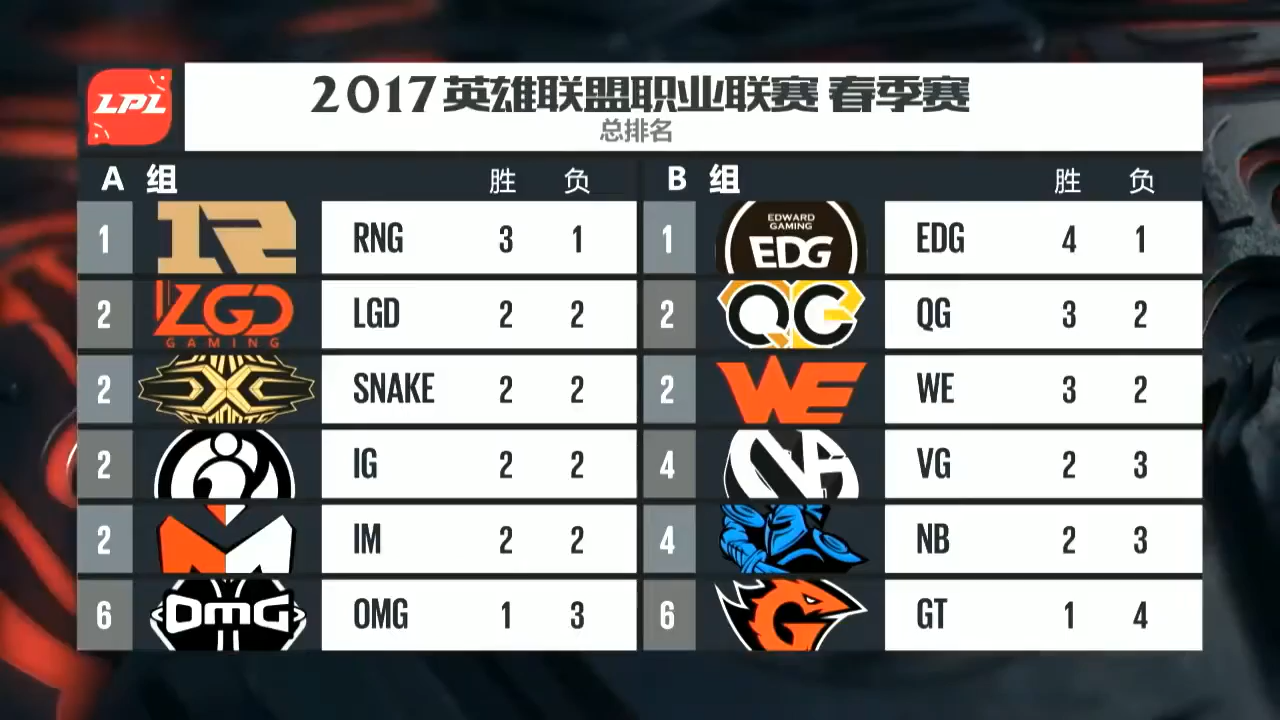 LPL
2017英雄联盟职业联赛 春季赛
总排名
A 组 胜 负
1 RNG 3 1
2 LGD GAMING LGD 2 2
2 SNAKE 2 2
2 IG 2 2
2 IM 2 2
6 OMG OMG 1 3
B 组 胜 负
1 EDWARD GAMING EDG EDG 4 1
2 QG QG 3 2
2 WE WE 3 2
4 VG 2 3
4 NB 2 3
6 GT 1 4